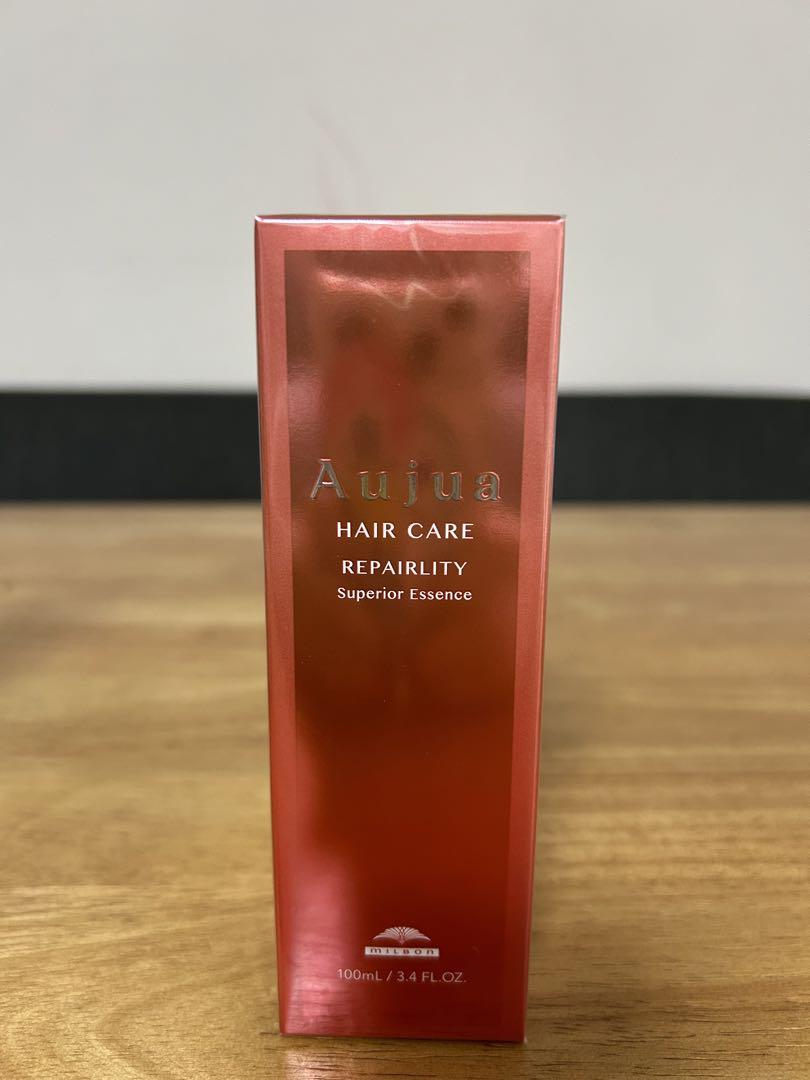 Aujua
HAIR CARE
REPAIRLITY
Superior Essence
MILBON
100mL / 3.4 FL.OZ.